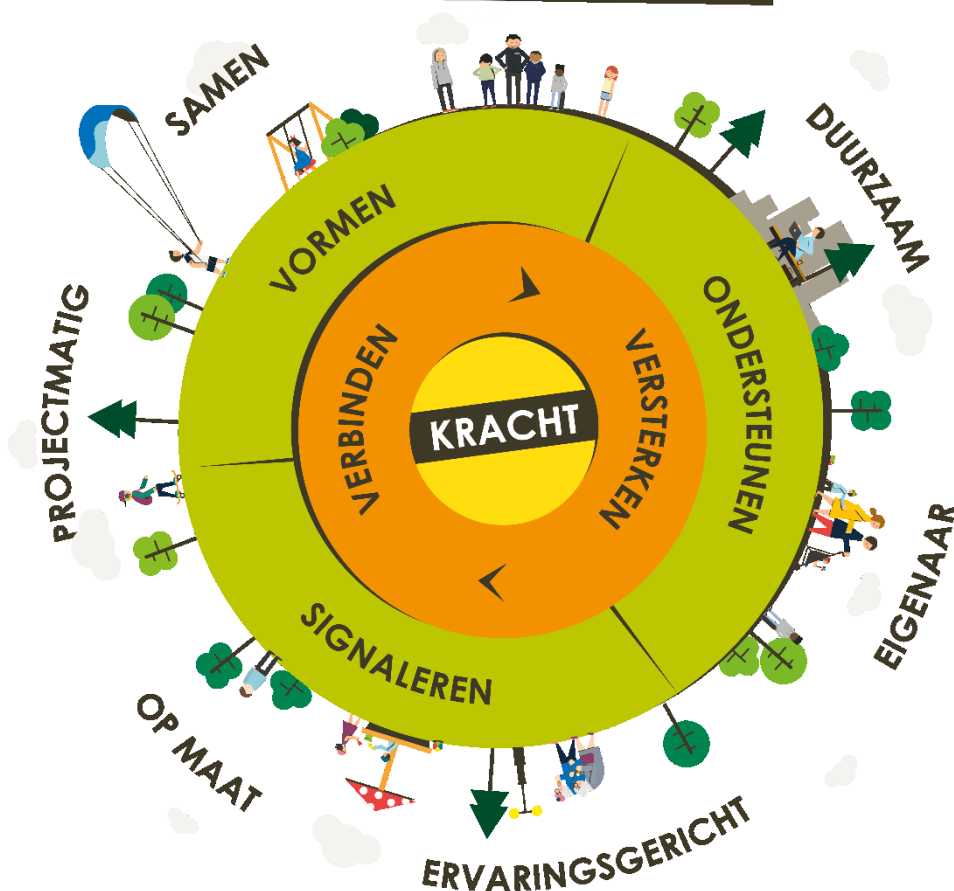 SAMEN
DUURZAAM
EIGENAAR
ERVARINGSGERICHT
OP MAAT
PROJECTMATIG
VORMEN
ONDERSTEUNEN
SIGNALEREN
VERBINDEN
VERSTERKEN
KRACHT